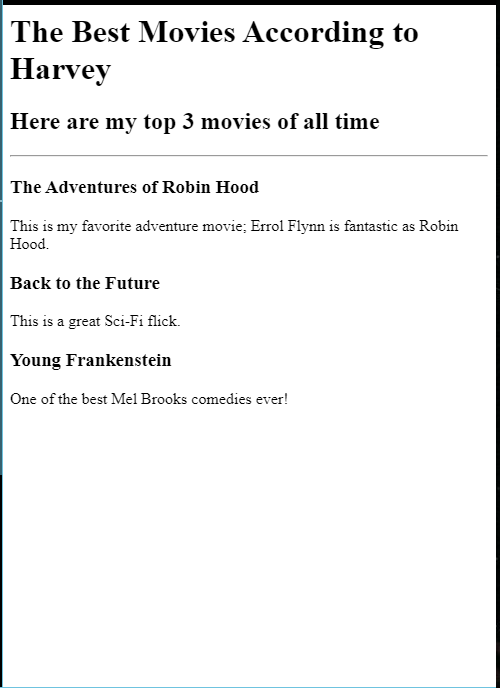 The Best Movies According to
Harvey
Here are my top 3 movies of all time
The Adventures of Robin Hood
This is my favorite adventure movie; Errol Flynn is fantastic as Robin
Hood.
Back to the Future
This is a great Sci-Fi flick.
Young Frankenstein
One of the best Mel Brooks comedies ever!